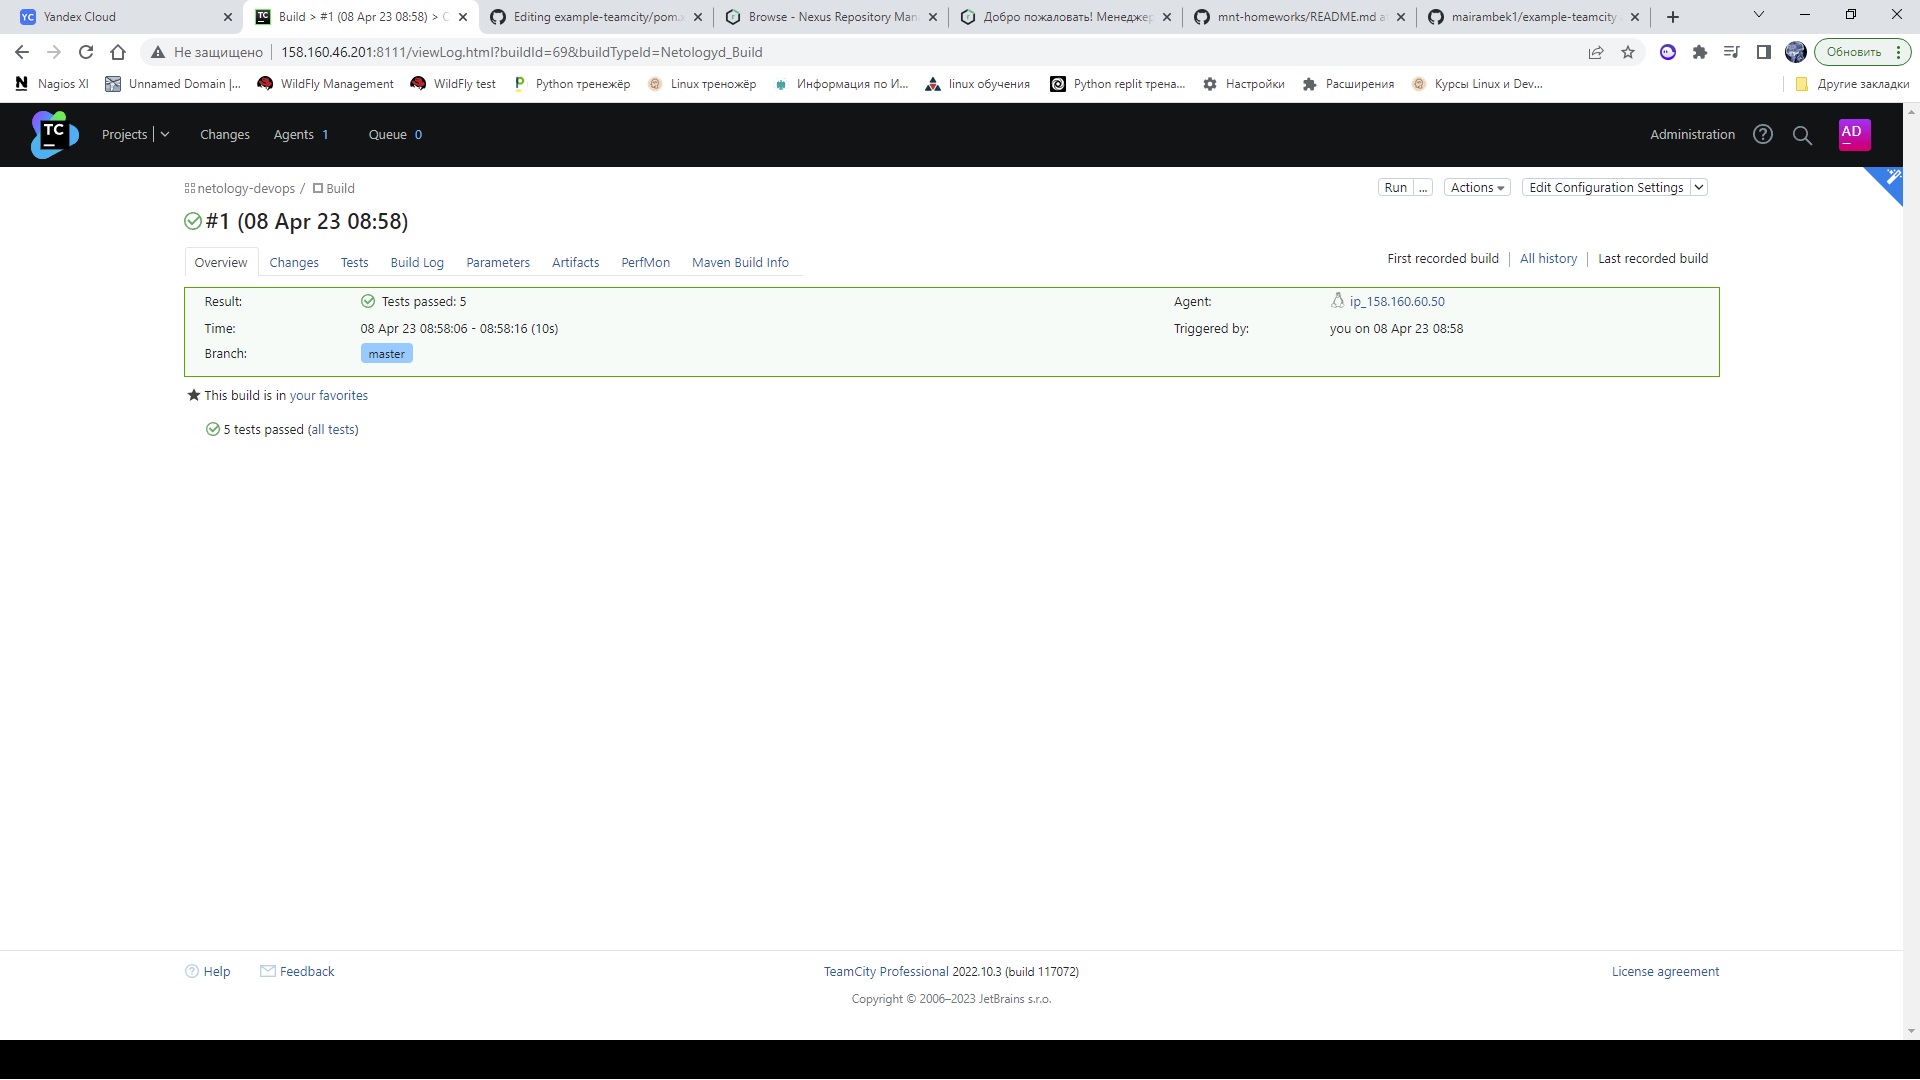 Yandex Cloud
Build > #1 (08 Apr 23 08:58) > C
Editing example-teamcity/pom.
Browse - Nexus Repository Man
Добро пожаловать! Менеджер
mnt-homeworks/README.md a
mairambek1/example-teamcity
Не защищено
158.160.46.201:8111/viewLog.html?buildId=69&buildTypeId=Netologyd_Build
Обновить
Nagios XI
Unnamed Domain |...
WildFly Management
WildFly test
Python тренежёр
Linux треножёр
Информация по И...
linux обучения
Python replit трена...
Настройки
Расширения
Курсы Linux и Dev...
Другие закладки
TC
Projects
Changes
Agents 1
Queue 0
Administration
AD
netology-devops / Build
Run ...
Actions
Edit Configuration Settings
#1 (08 Apr 23 08:58)
Overview
Changes
Tests
Build Log
Parameters
Artifacts
PerfMon
Maven Build Info
First recorded build
All history
Last recorded build
Result: Tests passed: 5
Agent: ip_158.160.60.50
Time: 08 Apr 23 08:58:06 - 08:58:16 (10s)
Triggered by: you on 08 Apr 23 08:58
Branch: master
This build is in your favorites
5 tests passed (all tests)
Help
Feedback
TeamCity Professional 2022.10.3 (build 117072)
License agreement
Copyright © 2006–2023 JetBrains s.r.o.